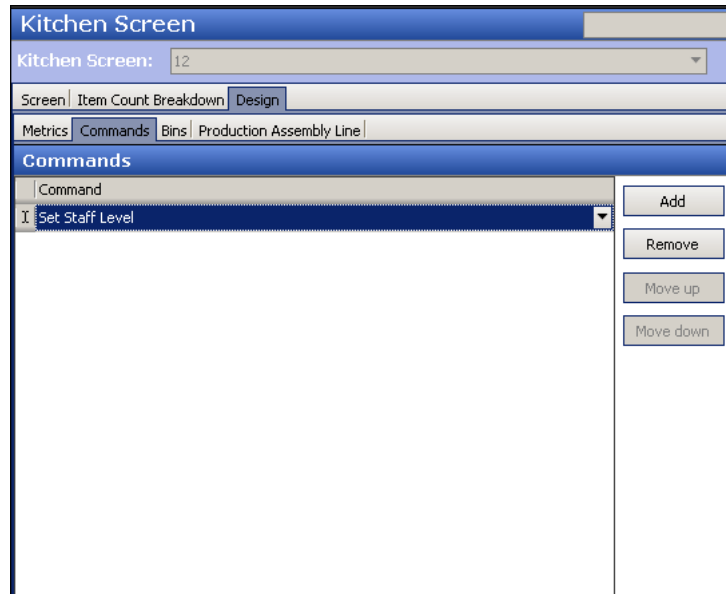 Kitchen Screen
Kitchen Screen: 12
Screen Item Count Breakdown Design
Metrics Commands Bins Production Assembly Line
Commands
Command
Set Staff Level
Add
Remove
Move up
Move down